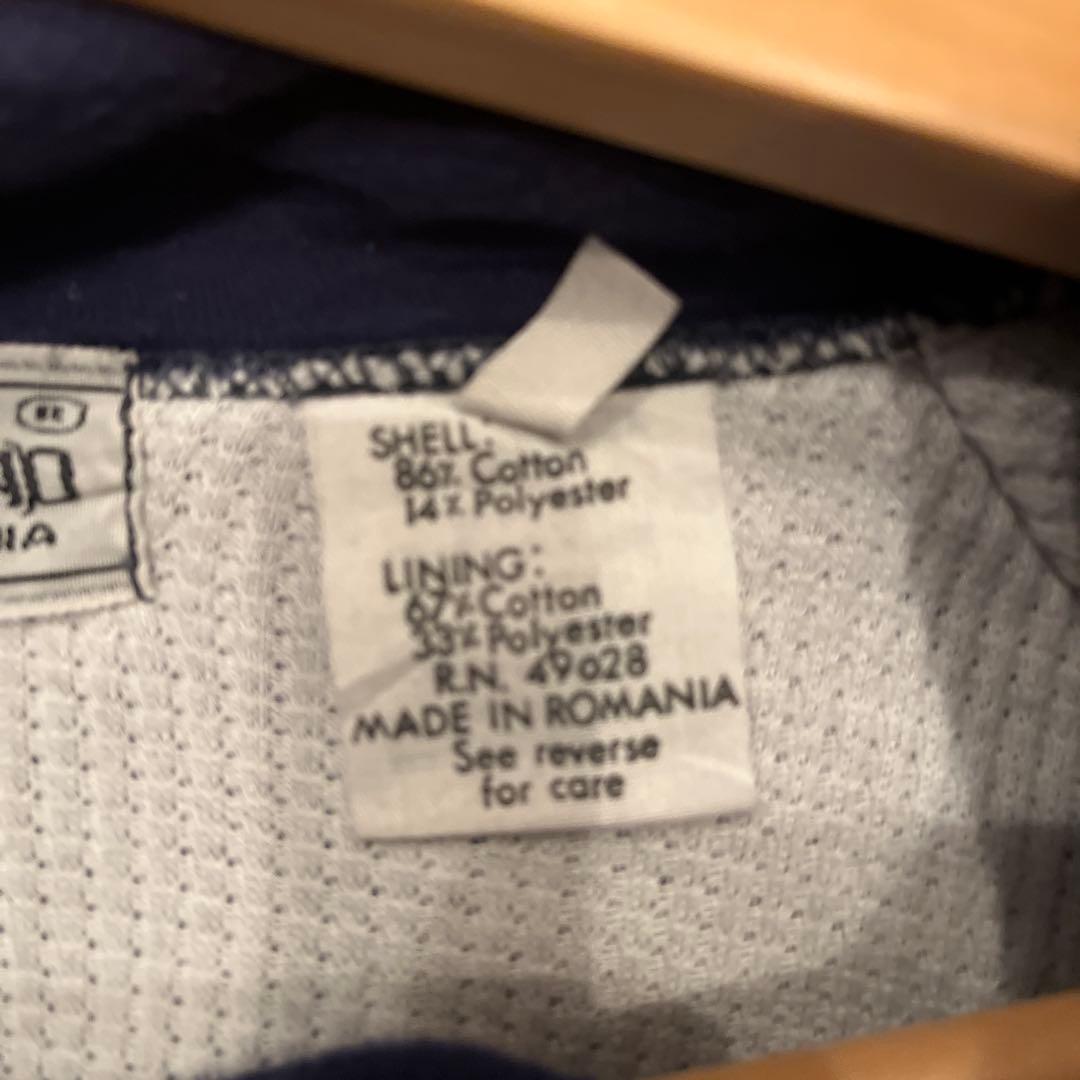 SHELL:
86% Cotton
14% Polyester
LINING:
67% Cotton
33% Polyester
R.N. 49028
MADE IN ROMANIA
See reverse
for care